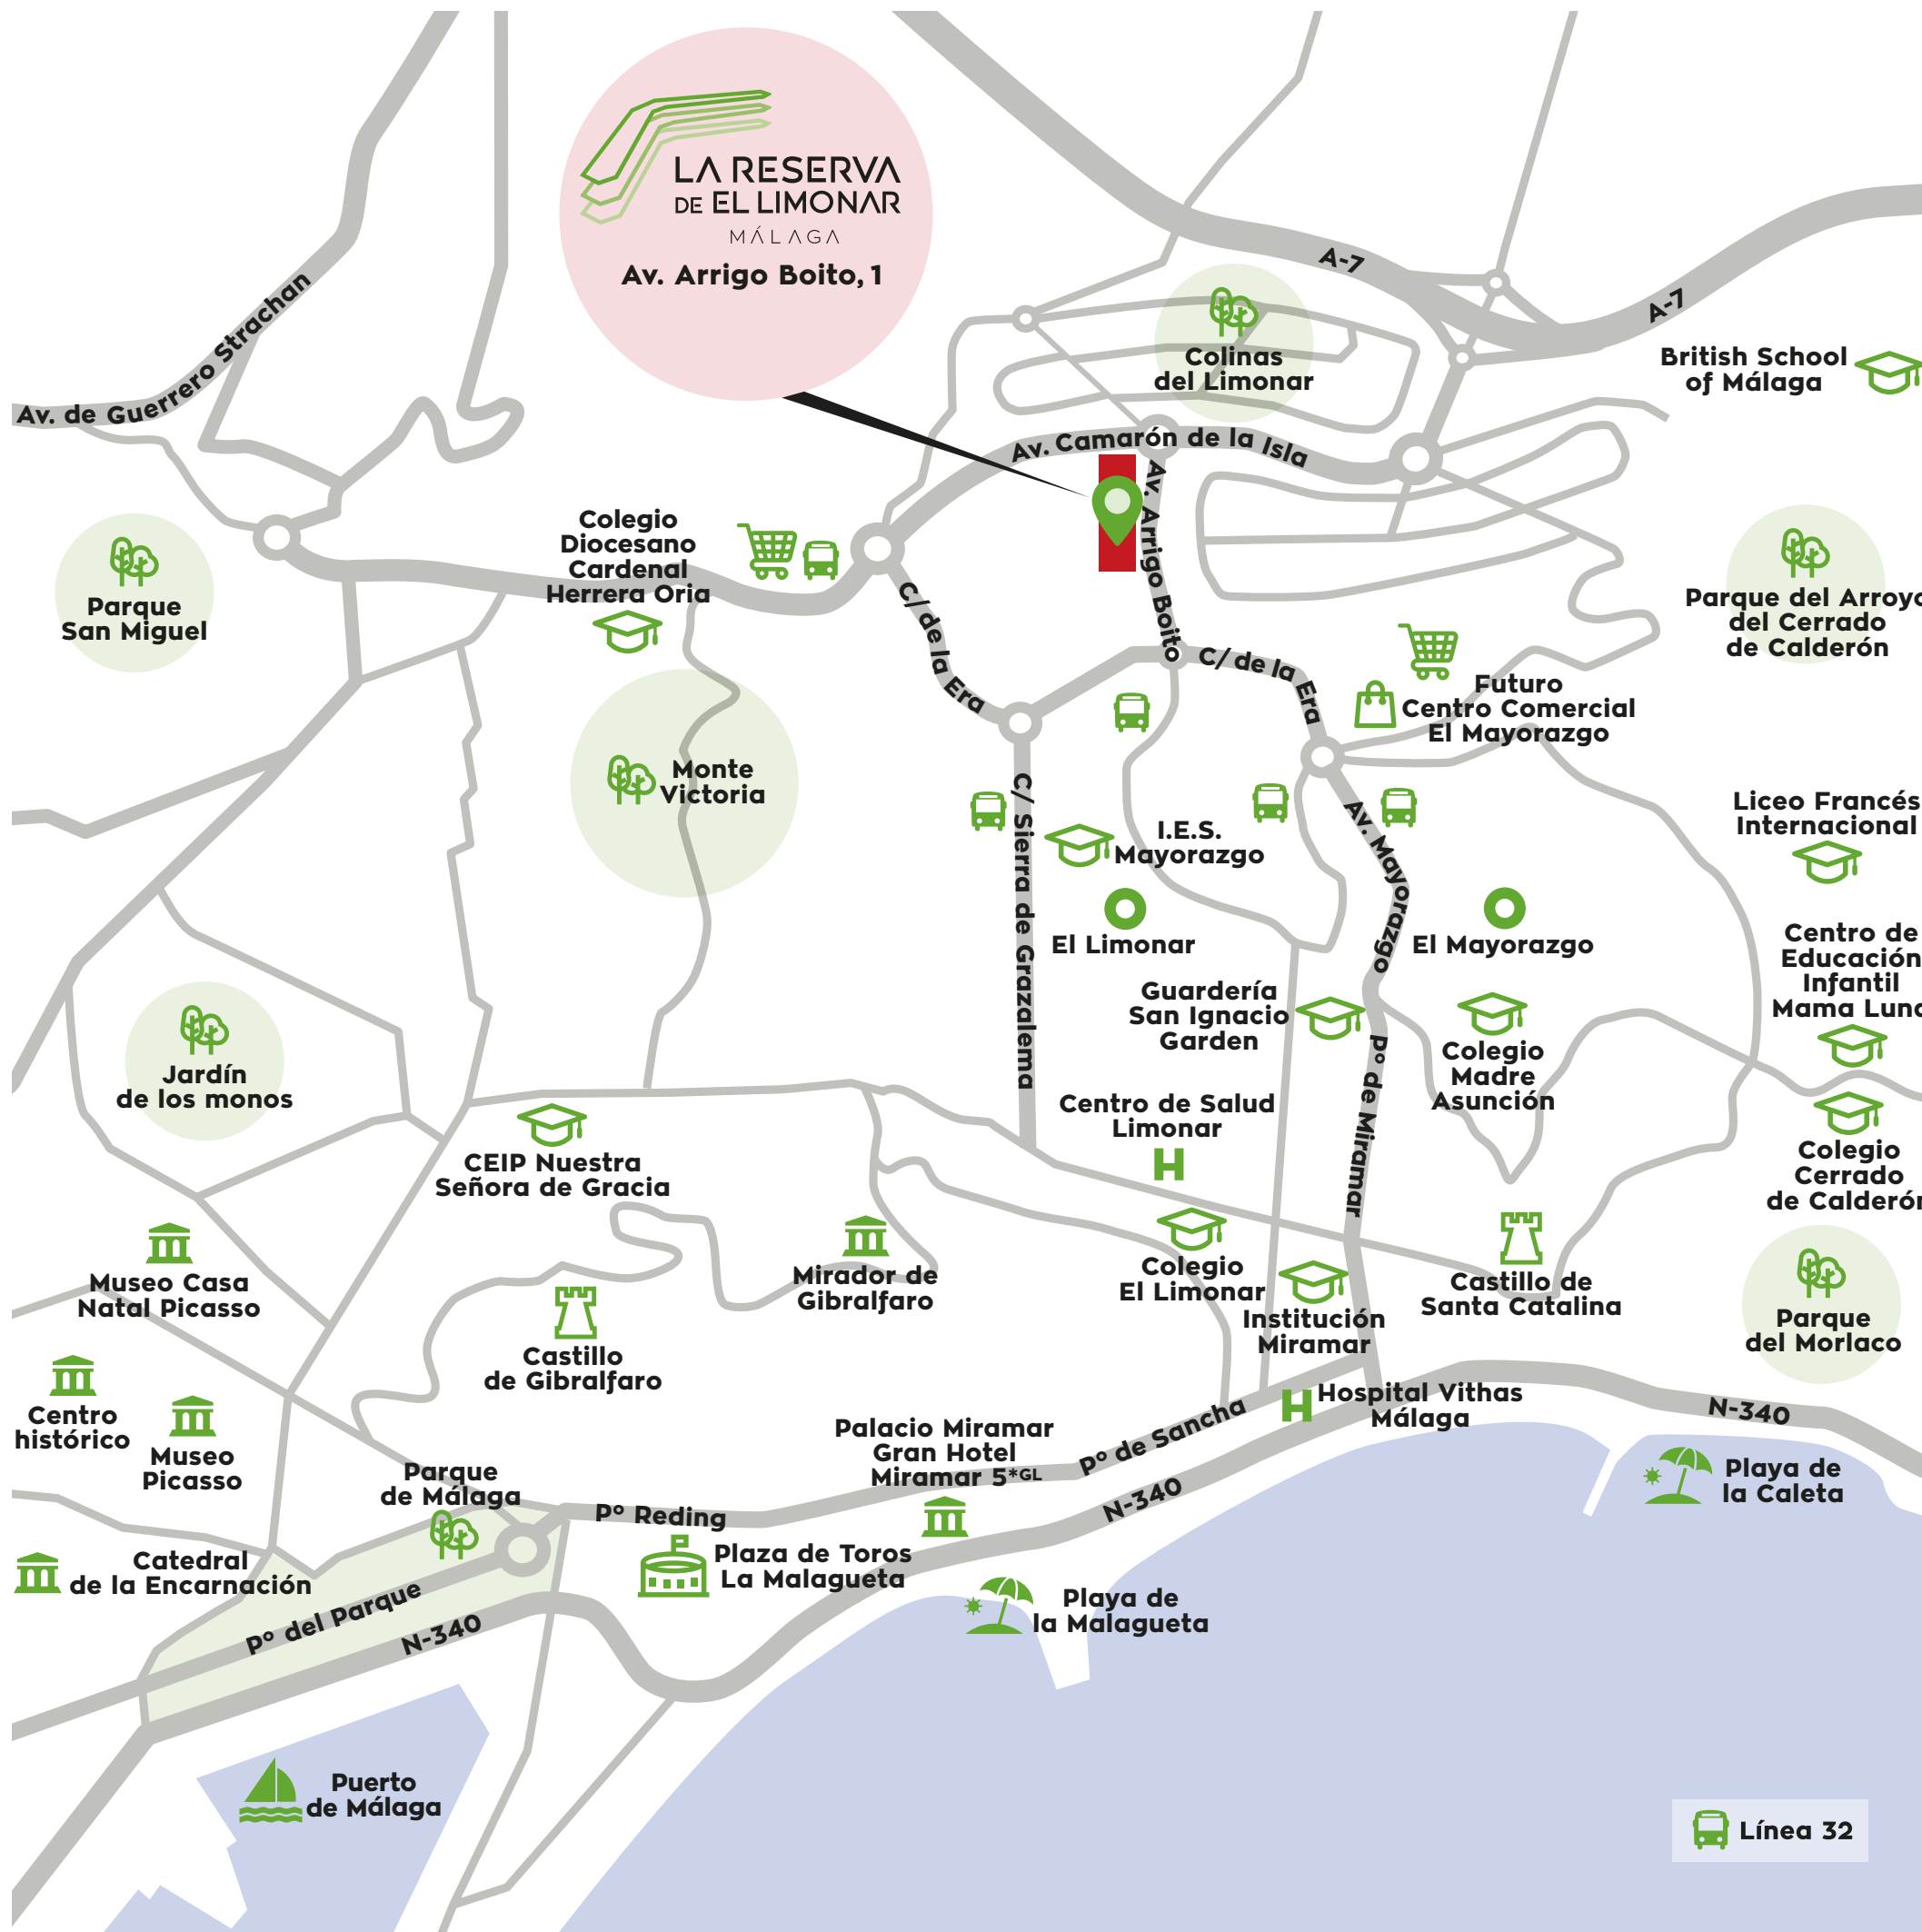 LA RESERVA
DE EL LIMONAR
MÁLAGA
Av. Arrigo Boito, 1
A-7
A-7
Av. de Guerrero Strachan
Colinas
del Limonar
British School
of Málaga
Av. Camarón de la Isla
Av. Arrigo Boito
Colegio
Diocesano
Cardenal
Herrera Oria
Parque
San Miguel
Parque del Arroyo
del Cerrado
de Calderón
C/ de la Era
C/ de la Era
Futuro
Centro Comercial
El Mayorazgo
Monte
Victoria
C/ Sierra de Grazalema
I.E.S.
Mayorazgo
Av. Mayorazgo
Liceo Francés
Internacional
El Limonar
El Mayorazgo
Centro de
Educación
Infantil
Mama Luna
Guardería
San Ignacio
Garden
Pº de Miramar
Colegio
Madre
Asunción
Jardín
de los monos
Centro de Salud
Limonar
CEIP Nuestra
Señora de Gracia
Colegio
Cerrado
de Calderón
Museo Casa
Natal Picasso
Mirador de
Gibralfaro
Colegio
El Limonar
Institución
Miramar
Castillo de
Santa Catalina
Parque
del Morlaco
Castillo
de Gibralfaro
Centro
histórico
Museo
Picasso
Hospital Vithas
Málaga
N-340
Palacio Miramar
Gran Hotel
Miramar 5*GL
Pº de Sancha
N-340
Parque
de Málaga
Pº Reding
Playa de
la Caleta
Catedral
de la Encarnación
Plaza de Toros
La Malagueta
Pº del Parque
N-340
Playa de
la Malagueta
Puerto
de Málaga
Línea 32